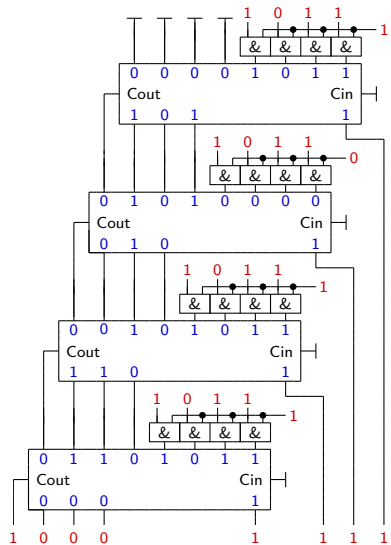 1 0 1 1
1
& & & &
0 0 0 0 1 0 1 1
Cout Cin
1 0 1 1
1 0 1 1
0
& & & &
0 1 0 1 0 0 0 0
Cout Cin
0 1 0 1
1 0 1 1
1
& & & &
0 0 1 0 1 0 1 1
Cout Cin
1 1 0 1
1 0 1 1
1
& & & &
0 1 1 0 1 0 1 1
Cout Cin
0 0 0 1
1 0 0 0 1 1 1 1